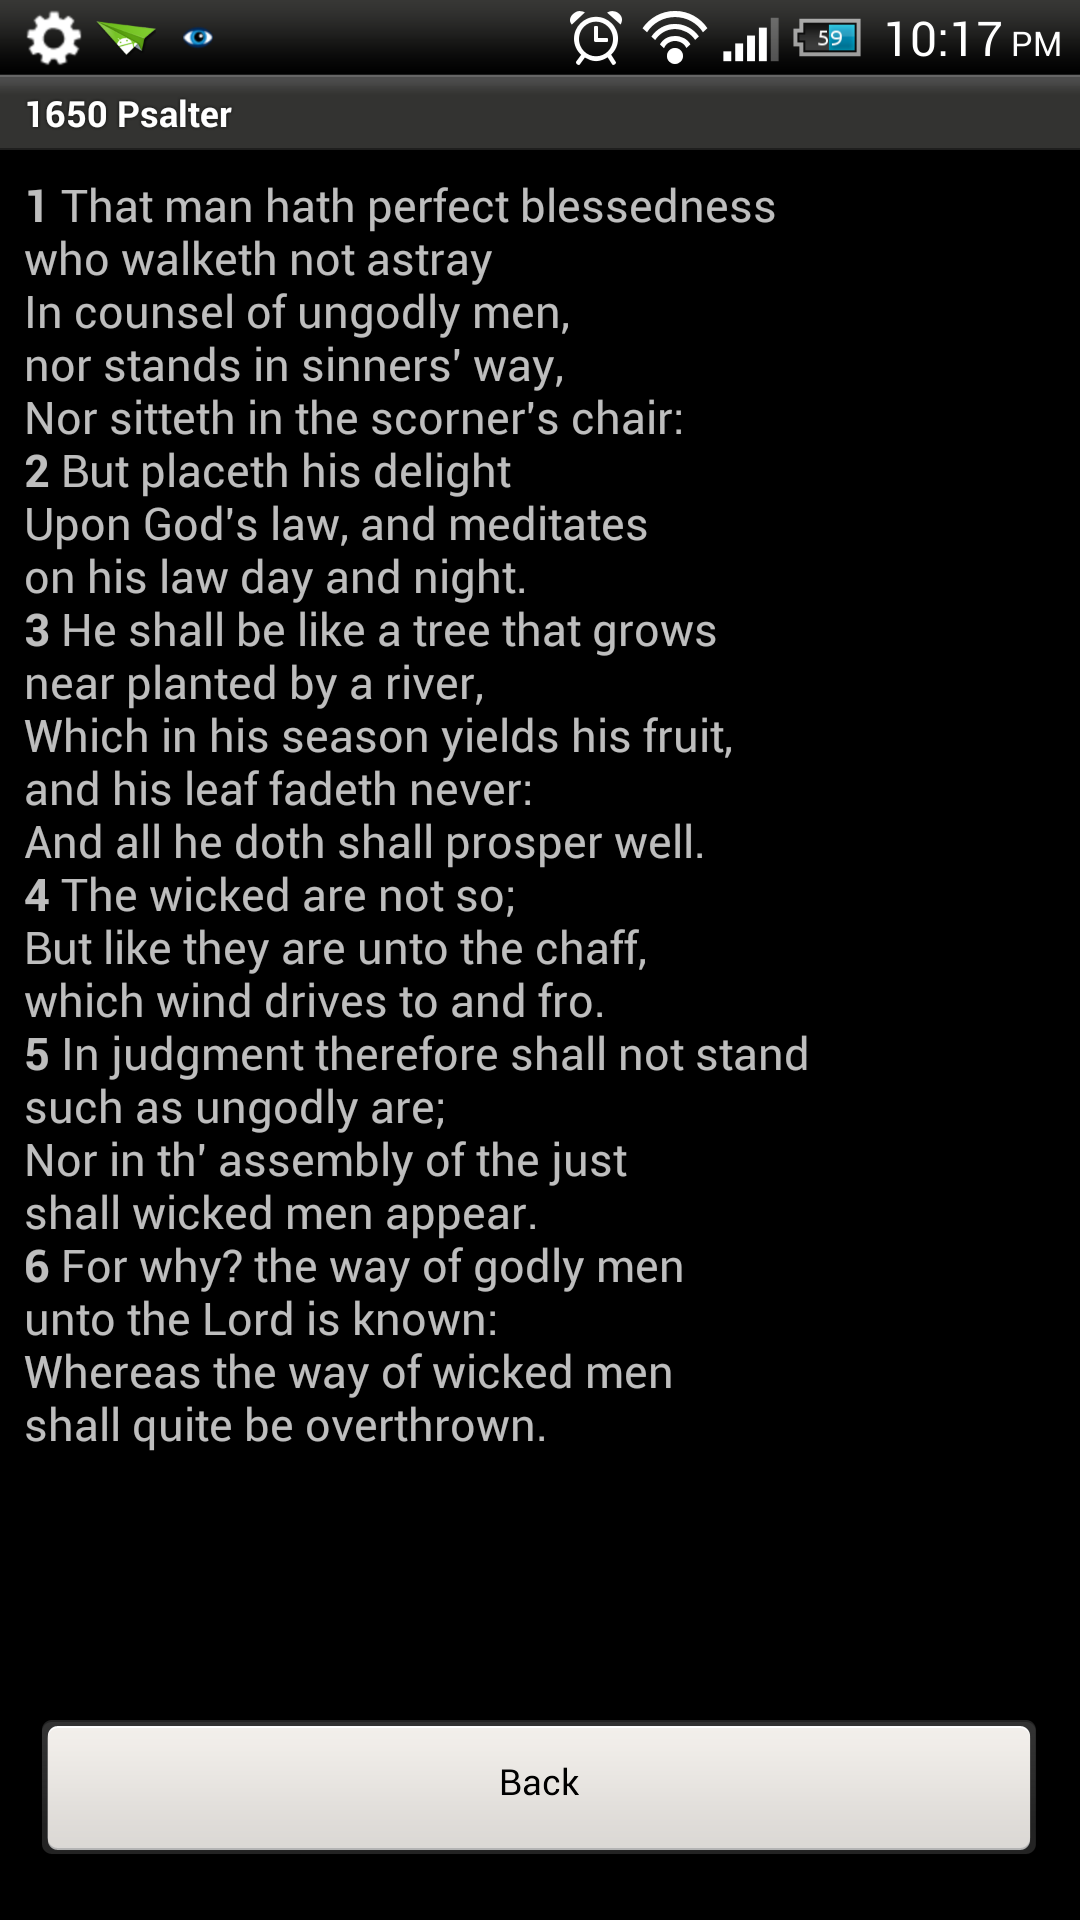 59 10:17 PM
1650 Psalter
1 That man hath perfect blessedness
who walketh not astray
In counsel of ungodly men,
nor stands in sinners' way,
Nor sitteth in the scorner's chair:
2 But placeth his delight
Upon God's law, and meditates
on his law day and night.
3 He shall be like a tree that grows
near planted by a river,
Which in his season yields his fruit,
and his leaf fadeth never:
And all he doth shall prosper well.
4 The wicked are not so;
But like they are unto the chaff,
which wind drives to and fro.
5 In judgment therefore shall not stand
such as ungodly are;
Nor in th' assembly of the just
shall wicked men appear.
6 For why? the way of godly men
unto the Lord is known:
Whereas the way of wicked men
shall quite be overthrown.
Back